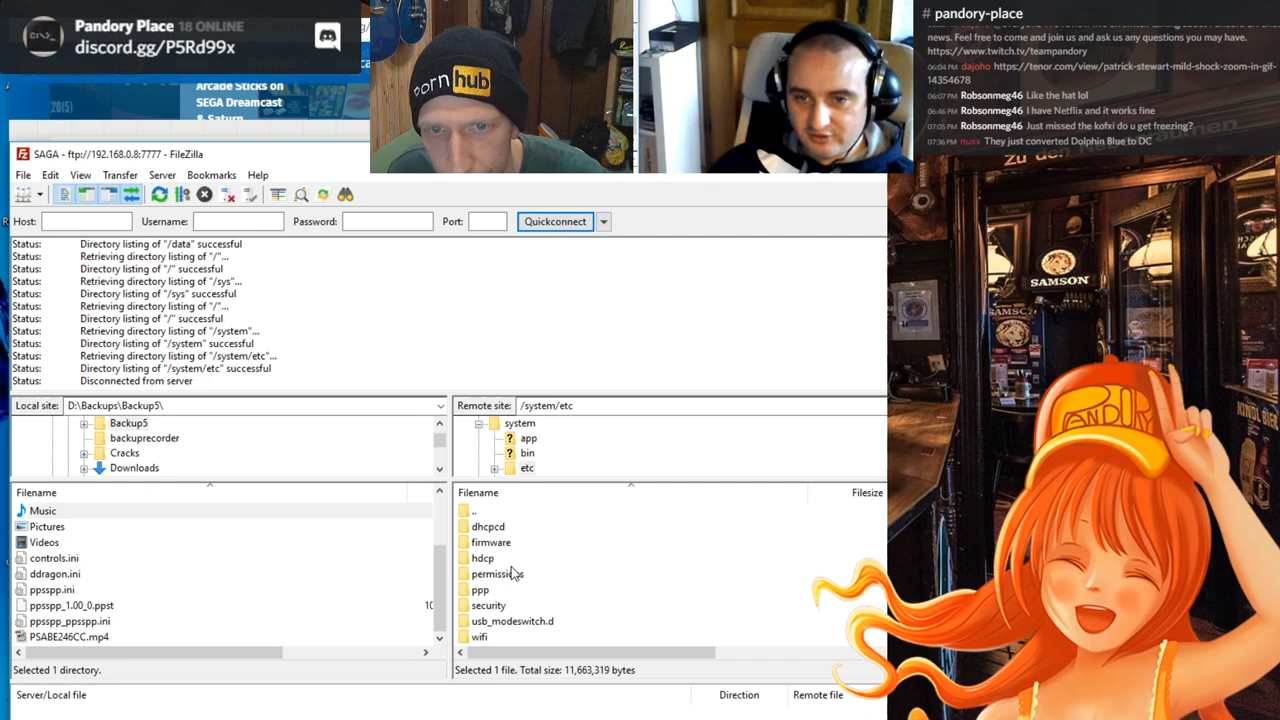 Pandory Place 18 ONLINE
discord.gg/P5Rd99x
2015)
Arcade Sticks on
SEGA Dreamcast
& Saturn
porn hub
# pandory-place
news. Feel free to come and join us and ask us any questions you may have.
https://www.twitch.tv/teampandory
06:04 PM dajoho https://tenor.com/view/patrick-stewart-mild-shock-zoom-in-gif-
14354678
06:07 PM Robsonmeg46 Like the hat lol
06:46 PM Robsonmeg46 I have Netflix and it works fine
07:05 PM Robsonmeg46 Just missed the kofxi do u get freezing?
07:36 PM nuxx They just converted Dolphin Blue to DC
Zu den
SAMSON
PANDORY
SAGA - ftp://192.168.0.8:7777 - FileZilla
File Edit View Transfer Server Bookmarks Help
Host: Username: Password: Port: Quickconnect
Status: Directory listing of "/data" successful
Status: Retrieving directory listing of "/"...
Status: Directory listing of "/" successful
Status: Retrieving directory listing of "/sys"...
Status: Directory listing of "/sys" successful
Status: Retrieving directory listing of "/"...
Status: Directory listing of "/" successful
Status: Retrieving directory listing of "/system"...
Status: Directory listing of "/system" successful
Status: Retrieving directory listing of "/system/etc"...
Status: Directory listing of "/system/etc" successful
Status: Disconnected from server
Local site: D:\Backups\Backup5\
Backup5
backuprecorder
Cracks
Downloads
Filename
Music
Pictures
Videos
controls.ini
ddragon.ini
ppsspp.ini
ppsspp_1.00_0.ppst 10
ppsspp_ppsspp.ini
PSABE246CC.mp4
Selected 1 directory.
Remote site: /system/etc
system
app
bin
etc
Filename Filesize
..
dhcpcd
firmware
hdcp
permissions
ppp
security
usb_modeswitch.d
wifi
Selected 1 file. Total size: 11,663,319 bytes
Server/Local file Direction Remote file